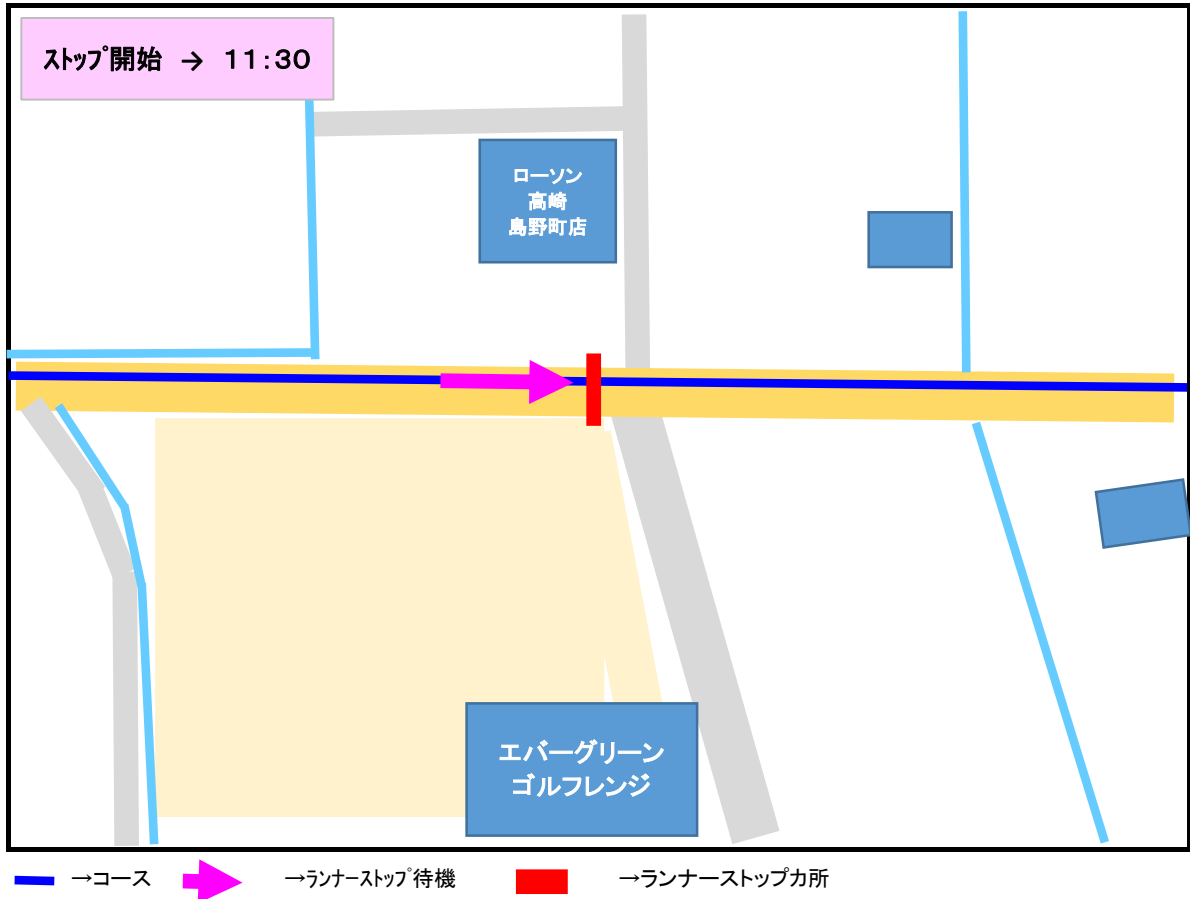 ｽﾄｯﾌﾟ開始 → １１：３０
ローソン
高崎
島野町店
エバーグリーン
ゴルフレンジ
→コース →ﾗﾝﾅｰｽﾄｯﾌﾟ待機 →ランナーストップカ所